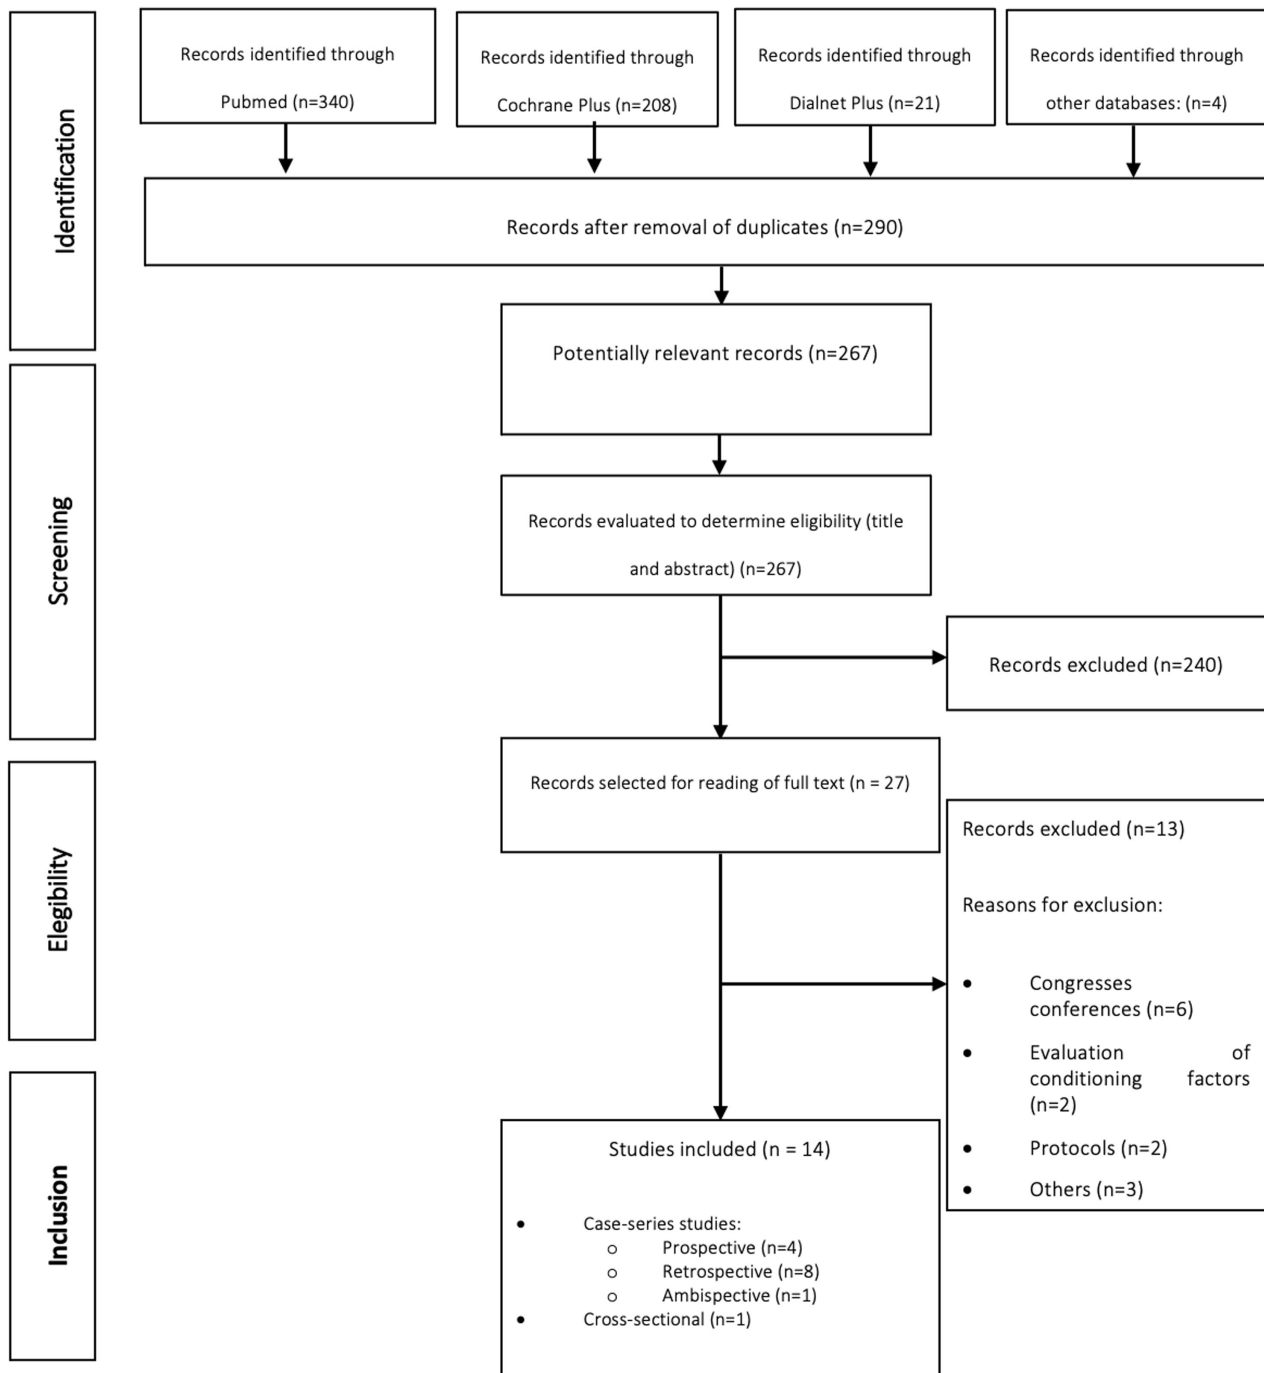 Identification
Records identified through
Pubmed (n=340)
Records identified through
Cochrane Plus (n=208)
Records identified through
Dialnet Plus (n=21)
Records identified through
other databases: (n=4)
Records after removal of duplicates (n=290)
Potentially relevant records (n=267)
Screening
Records evaluated to determine eligibility (title
and abstract) (n=267)
Records excluded (n=240)
Elegibility
Records selected for reading of full text (n = 27)
Records excluded (n=13)
Reasons for exclusion:
• Congresses
conferences (n=6)
• Evaluation of
conditioning factors
(n=2)
• Protocols (n=2)
• Others (n=3)
Inclusion
Studies included (n = 14)
• Case-series studies:
o Prospective (n=4)
o Retrospective (n=8)
o Ambispective (n=1)
• Cross-sectional (n=1)